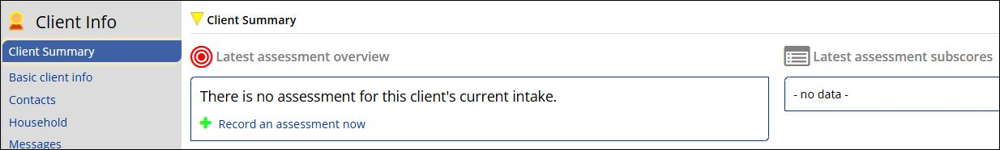 Client Info
Client Summary
Basic client info
Contacts
Household
Messages
Client Summary
Latest assessment overview
There is no assessment for this client's current intake.
Record an assessment now
Latest assessment subscores
- no data -